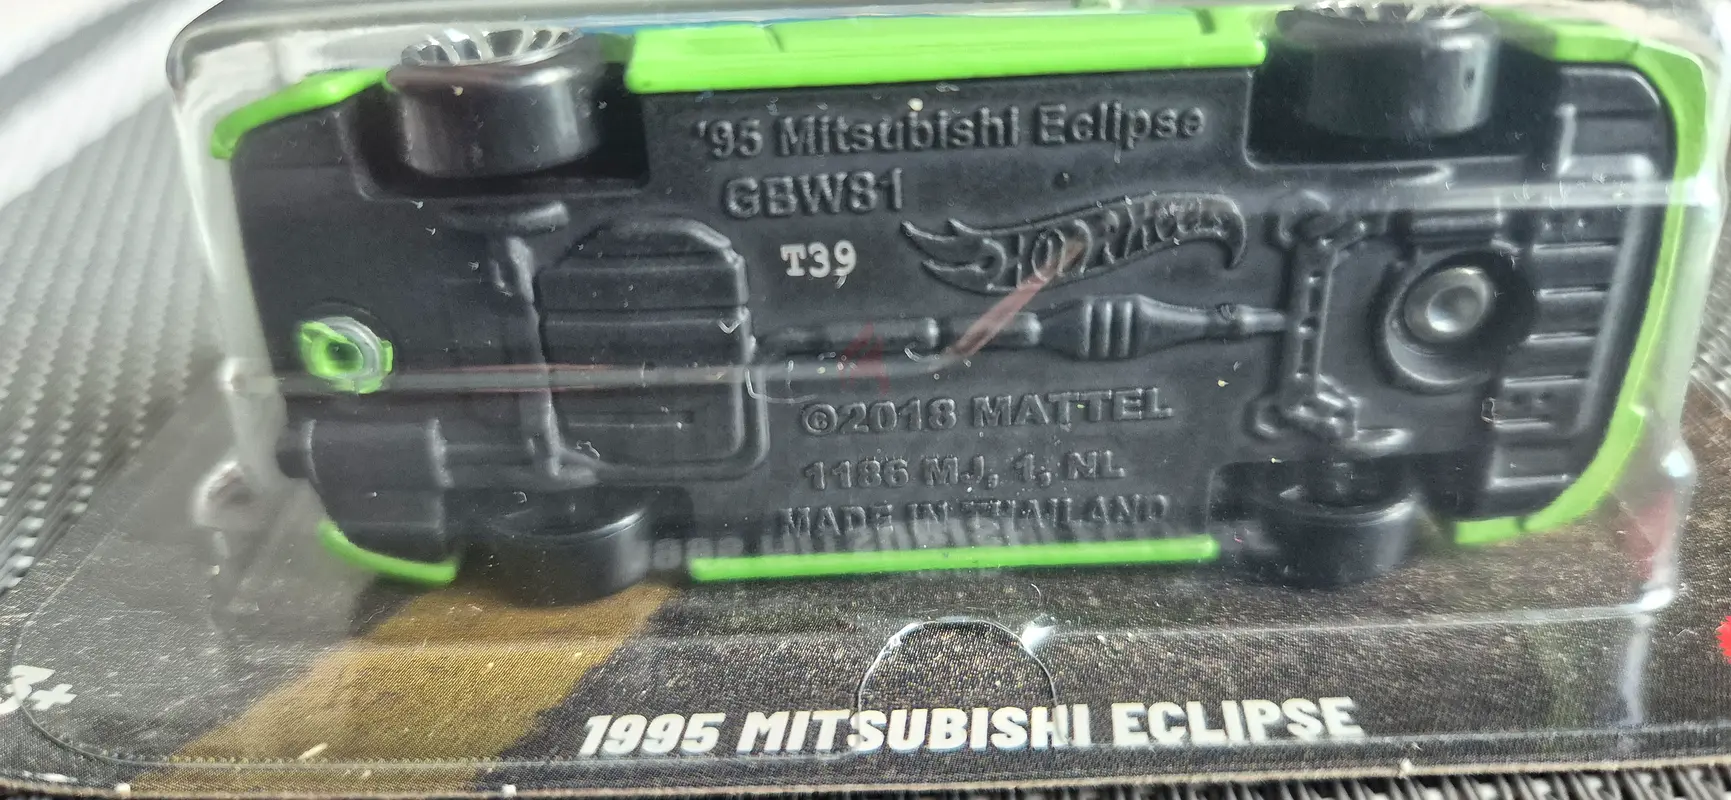 '95 Mitsubishi Eclipse
GBW81
T39
HOT WHEELS
©2018 MATTEL
1186 MJ, 1, NL
MADE IN THAILAND
3+
1995 MITSUBISHI ECLIPSE